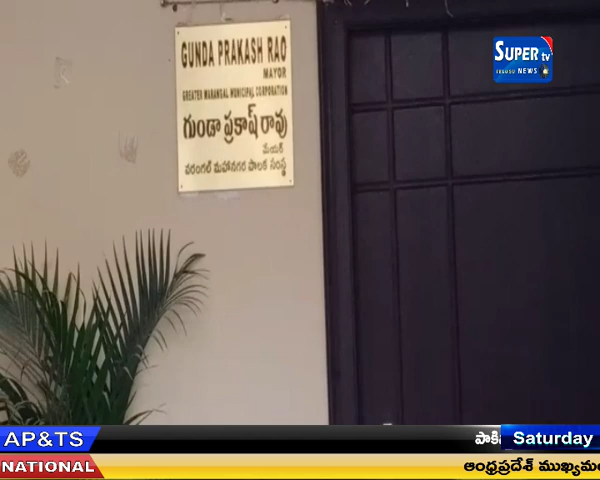 GUNDA PRAKASH RAO
MAYOR
GREATER WARANGAL MUNICIPAL CORPORATION
గుండా ప్రకాష్ రావు
మేయర్
వరంగల్ మహానగర పాలక సంస్థ
SUPER tv
TELUGU NEWS
AP&TS
Saturday
NATIONAL
ఆంధ్రప్రదేశ్